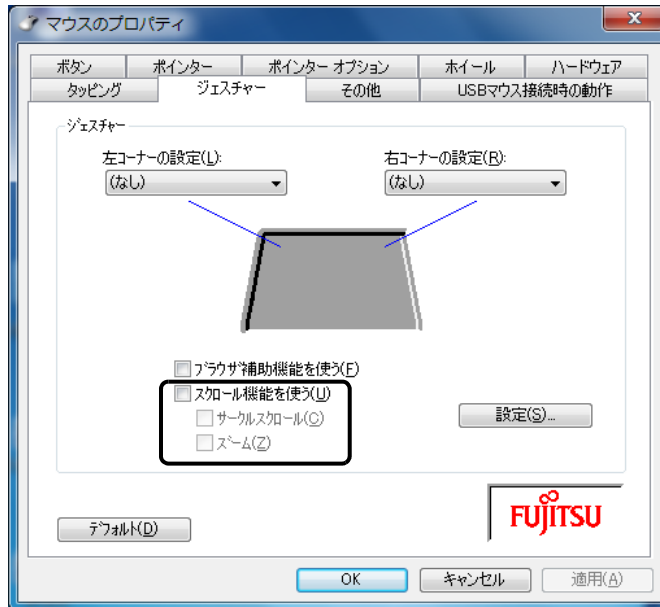 マウスのプロパティ
ボタン ポインター ポインター オプション ホイール ハードウェア
タッピング ジェスチャー その他 USBマウス接続時の動作
ジェスチャー
左コーナーの設定(L): 右コーナーの設定(R):
(なし) (なし)
ブラウザ補助機能を使う(F)
スクロール機能を使う(U)
サークルスクロール(C) 設定(S)...
ズーム(Z)
FUJITSU
デフォルト(D)
OK キャンセル 適用(A)